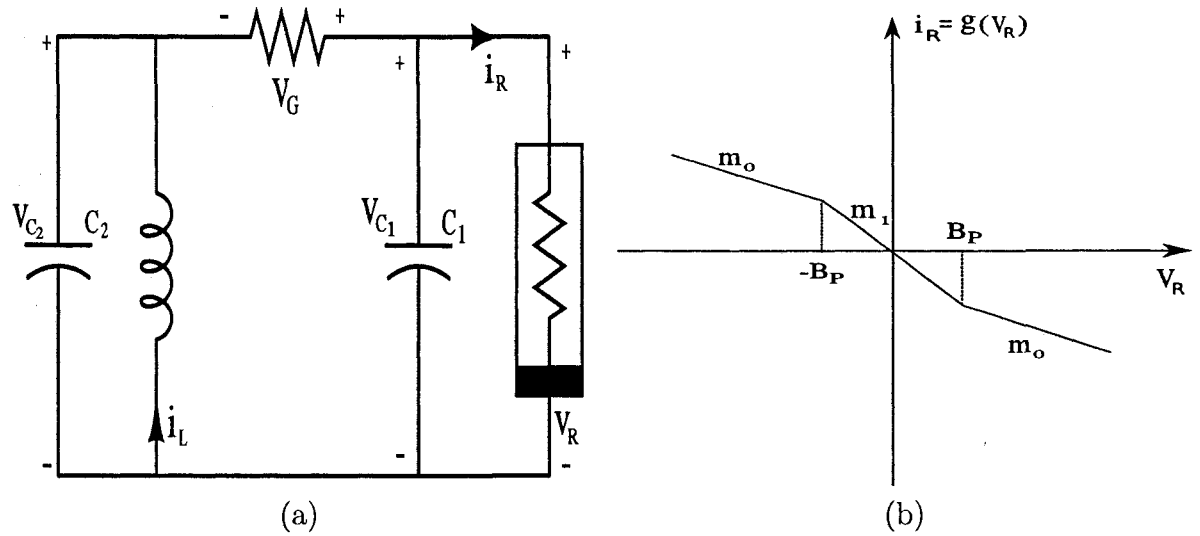 - +
V_G
+
+
i_R
+
V_{C_2} C_2
V_{C_1} C_1
i_L
V_R
-
-
-
(a)
i_R = g(V_R)
m_o
m_1
B_P
-B_P
V_R
m_o
(b)